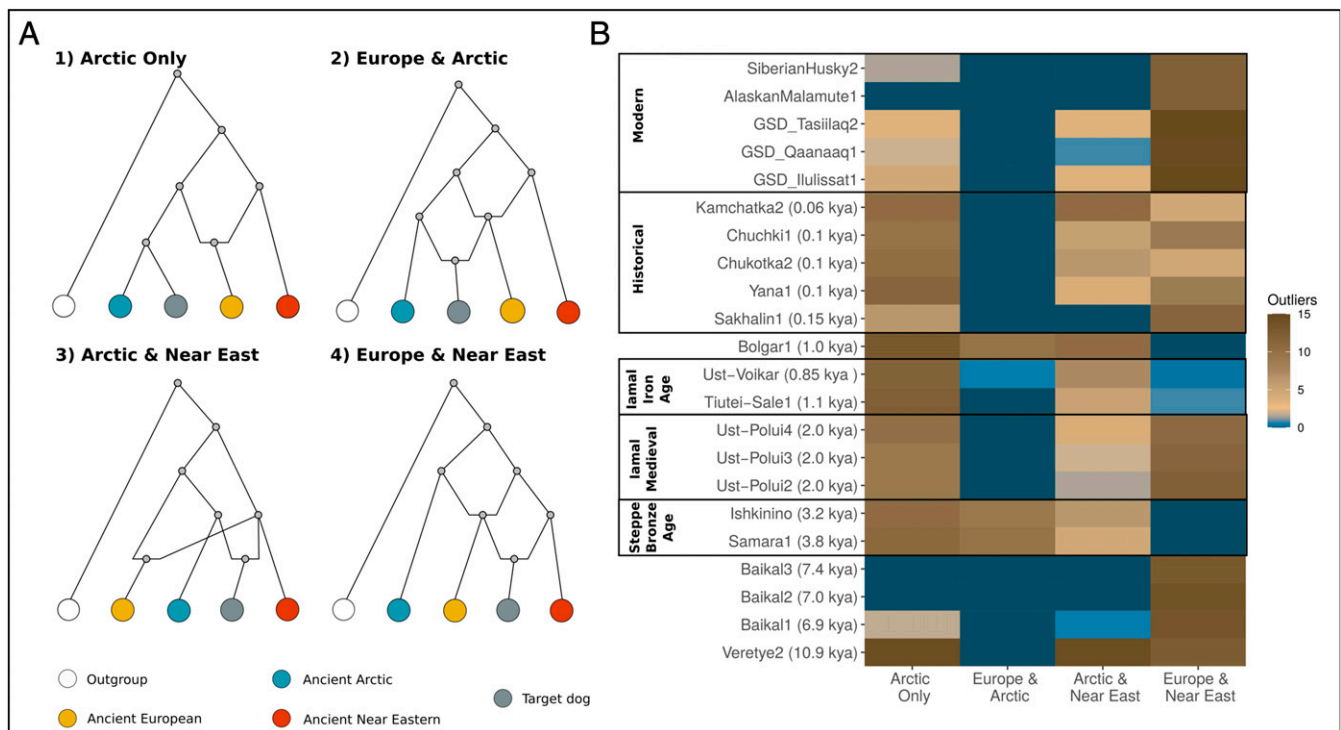 A
1) Arctic Only
2) Europe & Arctic
3) Arctic & Near East
4) Europe & Near East
Outgroup
Ancient Arctic
Target dog
Ancient European
Ancient Near Eastern
B
Modern
SiberianHusky2
AlaskanMalamute1
GSD_Tasiilaq2
GSD_Qaanaaq1
GSD_Ilulissat1
Historical
Kamchatka2 (0.06 kya)
Chuchki1 (0.1 kya)
Chukotka2 (0.1 kya)
Yana1 (0.1 kya)
Sakhalin1 (0.15 kya)
Bolgar1 (1.0 kya)
Iamal
Iron
Age
Ust−Voikar (0.85 kya )
Tiutei−Sale1 (1.1 kya)
Iamal
Medieval
Ust−Polui4 (2.0 kya)
Ust−Polui3 (2.0 kya)
Ust−Polui2 (2.0 kya)
Steppe
Bronze
Age
Ishkinino (3.2 kya)
Samara1 (3.8 kya)
Baikal3 (7.4 kya)
Baikal2 (7.0 kya)
Baikal1 (6.9 kya)
Veretye2 (10.9 kya)
Arctic
Only
Europe &
Arctic
Arctic &
Near East
Europe &
Near East
Outliers
15
10
5
0